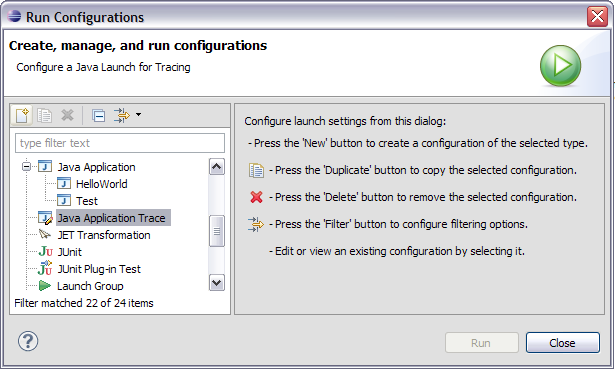 Run Configurations
Create, manage, and run configurations
Configure a Java Launch for Tracing
type filter text
Java Application
HelloWorld
Test
Java Application Trace
JET Transformation
JUnit
JUnit Plug-in Test
Launch Group
Filter matched 22 of 24 items
Configure launch settings from this dialog:
- Press the 'New' button to create a configuration of the selected type.
- Press the 'Duplicate' button to copy the selected configuration.
- Press the 'Delete' button to remove the selected configuration.
- Press the 'Filter' button to configure filtering options.
- Edit or view an existing configuration by selecting it.
Run
Close